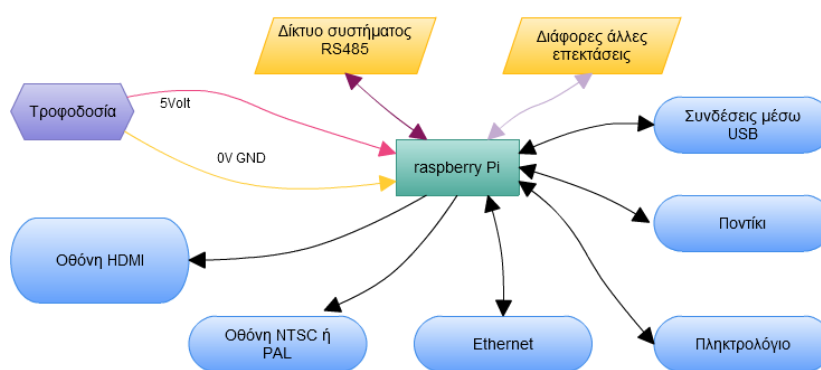 Δίκτυο συστήματος
RS485
Διάφορες άλλες
επεκτάσεις
Τροφοδοσία
5Volt
0V GND
raspberry Pi
Συνδέσεις μέσω
USB
Ποντίκι
Οθόνη HDMI
Οθόνη NTSC ή
PAL
Ethernet
Πληκτρολόγιο